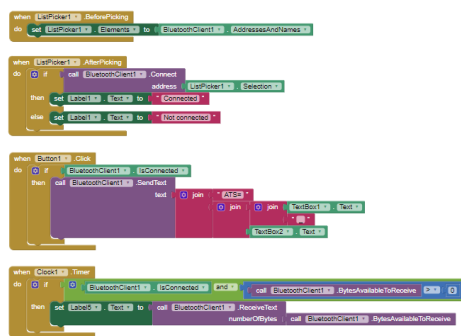 when ListPicker1 .BeforePicking
do set ListPicker1 . Elements to BluetoothClient1 . AddressesAndNames
when ListPicker1 .AfterPicking
do if call BluetoothClient1 .Connect
address ListPicker1 . Selection
then set Label1 . Text to " Connected "
else set Label1 . Text to " Not connected "
when Button1 .Click
do if BluetoothClient1 . IsConnected
then call BluetoothClient1 .SendText
text join " ATS= "
join join TextBox1 . Text
TextBox2 . Text
when Clock1 .Timer
do if BluetoothClient1 . IsConnected and call BluetoothClient1 .BytesAvailableToReceive > 0
then set Label5 . Text to call BluetoothClient1 .ReceiveText
numberOfBytes call BluetoothClient1 .BytesAvailableToReceive